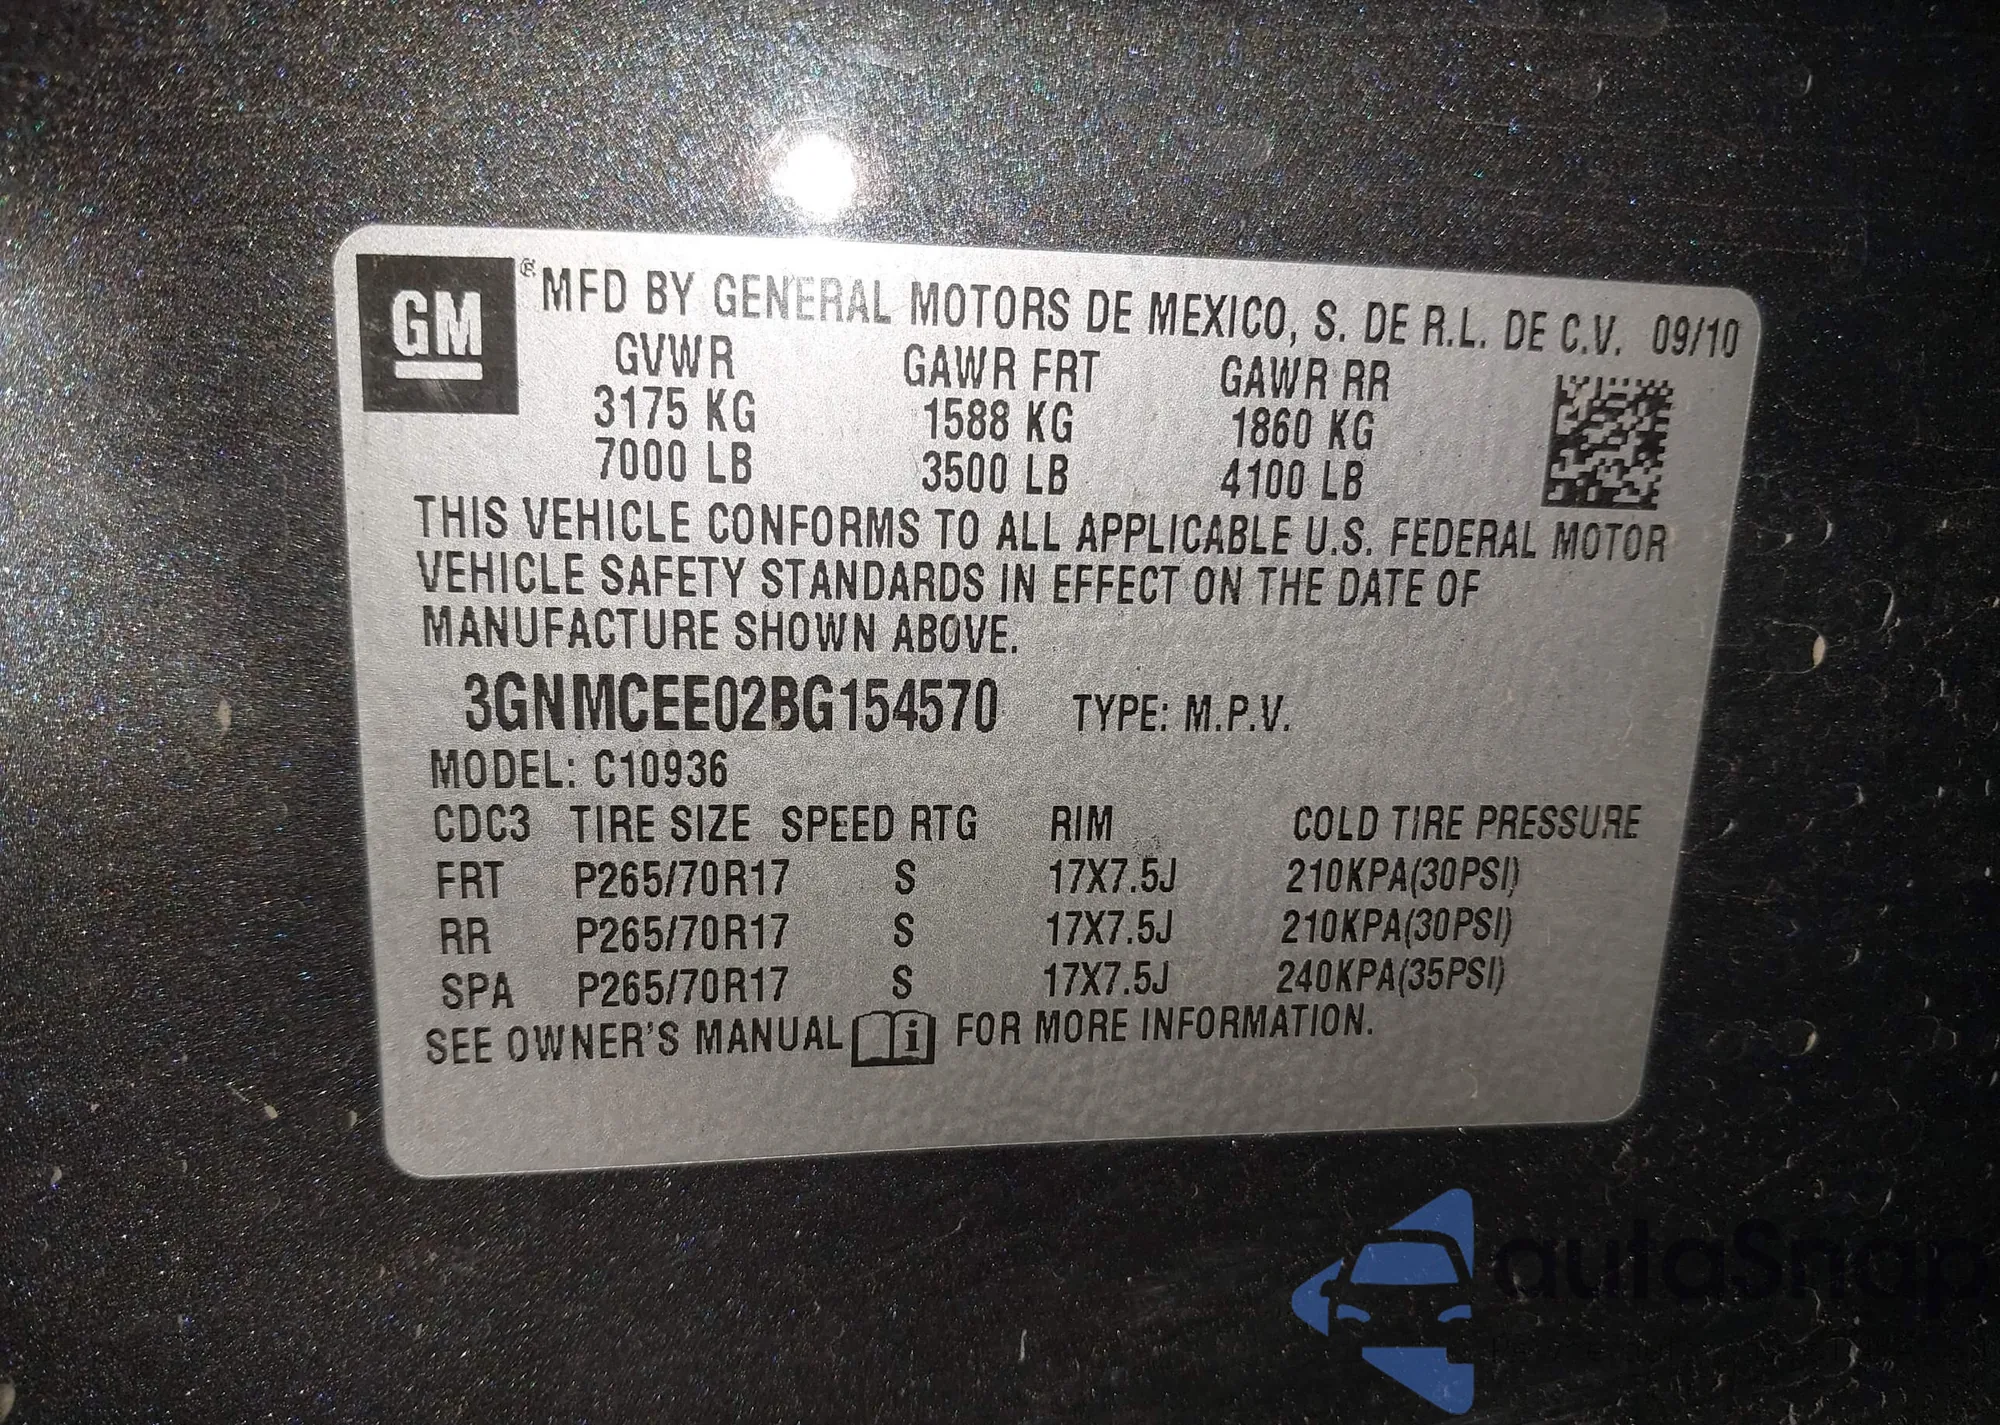 GM ® MFD BY GENERAL MOTORS DE MEXICO, S. DE R.L. DE C.V. 09/10
GVWR GAWR FRT GAWR RR
3175 KG 1588 KG 1860 KG
7000 LB 3500 LB 4100 LB
THIS VEHICLE CONFORMS TO ALL APPLICABLE U.S. FEDERAL MOTOR
VEHICLE SAFETY STANDARDS IN EFFECT ON THE DATE OF
MANUFACTURE SHOWN ABOVE.
3GNMCEE02BG154570 TYPE: M.P.V.
MODEL: C10936
CDC3 TIRE SIZE SPEED RTG RIM COLD TIRE PRESSURE
FRT P265/70R17 S 17X7.5J 210KPA(30PSI)
RR P265/70R17 S 17X7.5J 210KPA(30PSI)
SPA P265/70R17 S 17X7.5J 240KPA(35PSI)
SEE OWNER'S MANUAL i FOR MORE INFORMATION.
autaSnap